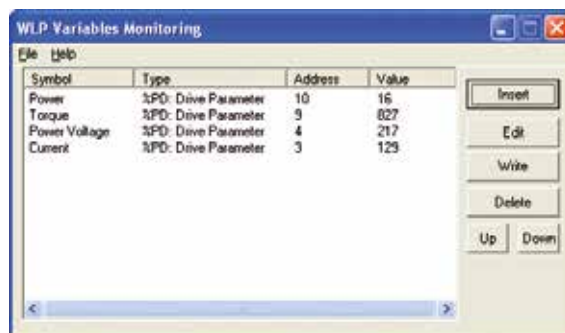 WLP Variables Monitoring
File Help
Symbol Type Address Value
Power %PD: Drive Parameter 10 16
Torque %PD: Drive Parameter 9 827
Power Voltage %PD: Drive Parameter 4 217
Current %PD: Drive Parameter 3 129
Insert
Edit
Write
Delete
Up Down